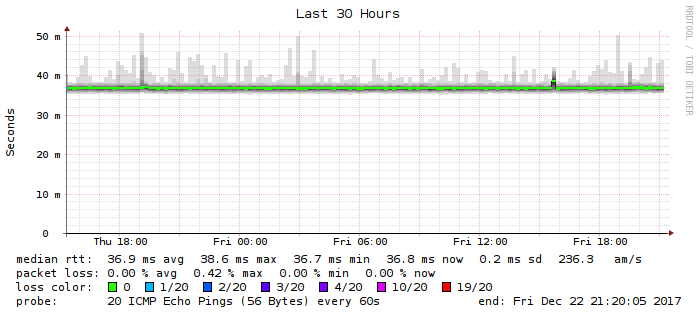 Last 30 Hours
RRDTOOL / TOBI OETIKER
Seconds
50 m
40 m
30 m
20 m
10 m
0
Thu 18:00 Fri 00:00 Fri 06:00 Fri 12:00 Fri 18:00
median rtt: 36.9 ms avg 38.6 ms max 36.7 ms min 36.8 ms now 0.2 ms sd 236.3 am/s
packet loss: 0.00 % avg 0.42 % max 0.00 % min 0.00 % now
loss color: 0 1/20 2/20 3/20 4/20 10/20 19/20
probe: 20 ICMP Echo Pings (56 Bytes) every 60s end: Fri Dec 22 21:20:05 2017